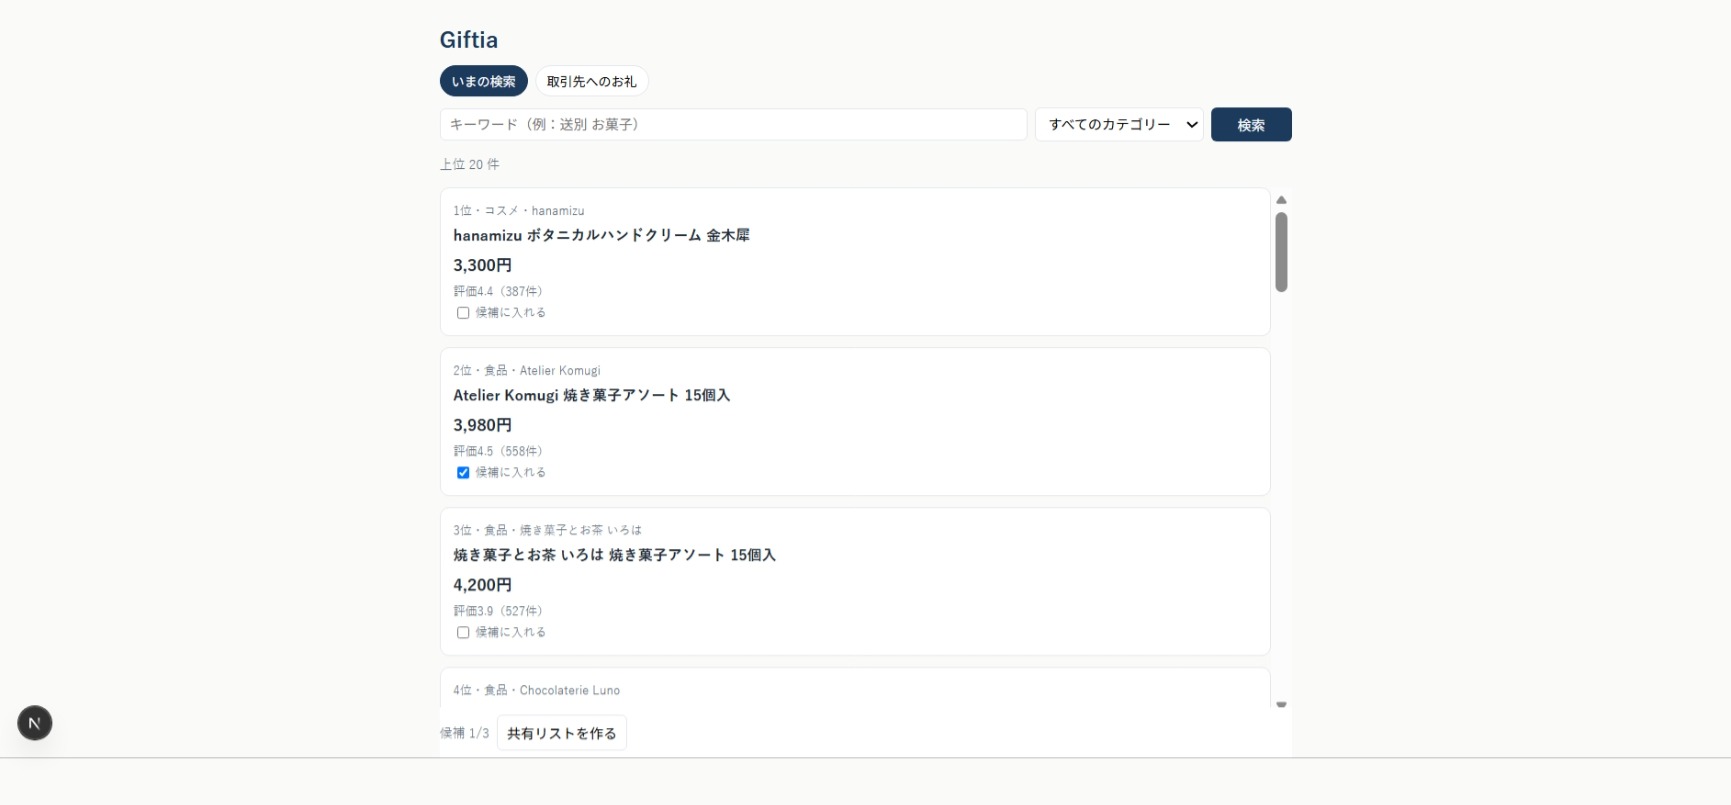 Giftia
いまの検索 取引先へのお礼
キーワード（例：送別 お菓子） すべてのカテゴリー 検索
上位 20 件
1位・コスメ・hanamizu
hanamizu ボタニカルハンドクリーム 金木犀
3,300円
評価4.4（387件）
候補に入れる
2位・食品・Atelier Komugi
Atelier Komugi 焼き菓子アソート 15個入
3,980円
評価4.5（558件）
候補に入れる
3位・食品・焼き菓子とお茶 いろは
焼き菓子とお茶 いろは 焼き菓子アソート 15個入
4,200円
評価3.9（527件）
候補に入れる
4位・食品・Chocolaterie Luno
N
候補 1/3 共有リストを作る